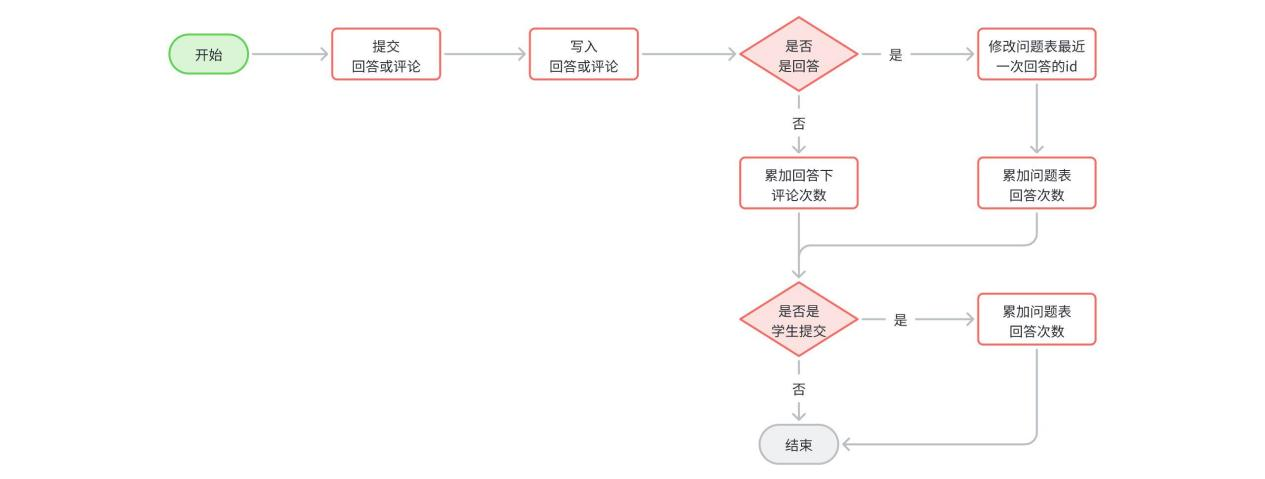 开始
提交
回答或评论
写入
回答或评论
是否
是回答
是
修改问题表最近
一次回答的id
否
累加回答下
评论次数
累加问题表
回答次数
是否是
学生提交
是
累加问题表
回答次数
否
结束